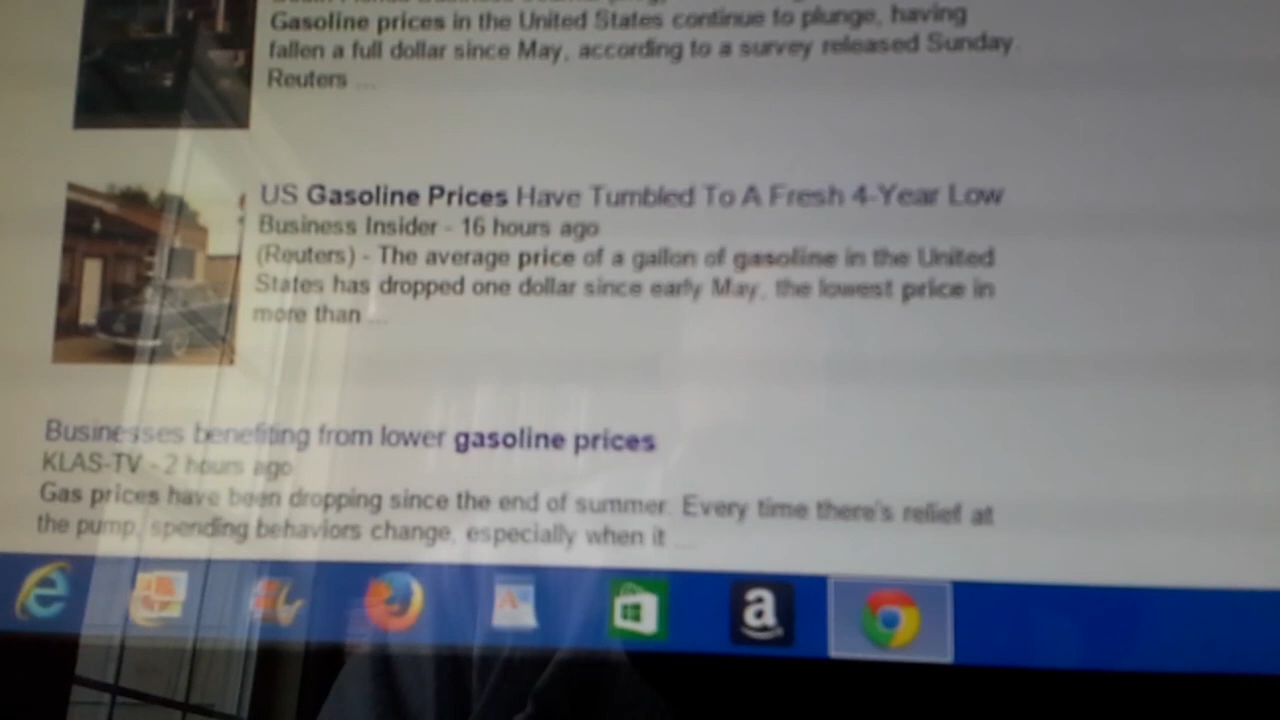 Gasoline prices in the United States continue to plunge, having
fallen a full dollar since May, according to a survey released Sunday
Reuters ...
US Gasoline Prices Have Tumbled To A Fresh 4-Year Low
Business Insider - 16 hours ago
(Reuters) - The average price of a gallon of gasoline in the United
States has dropped one dollar since early May, the lowest price in
more than ...
Businesses benefiting from lower gasoline prices
KLAS-TV - 2 hours ago
Gas prices have been dropping since the end of summer. Every time there's relief at
the pump, spending behaviors change, especially when it ...
a